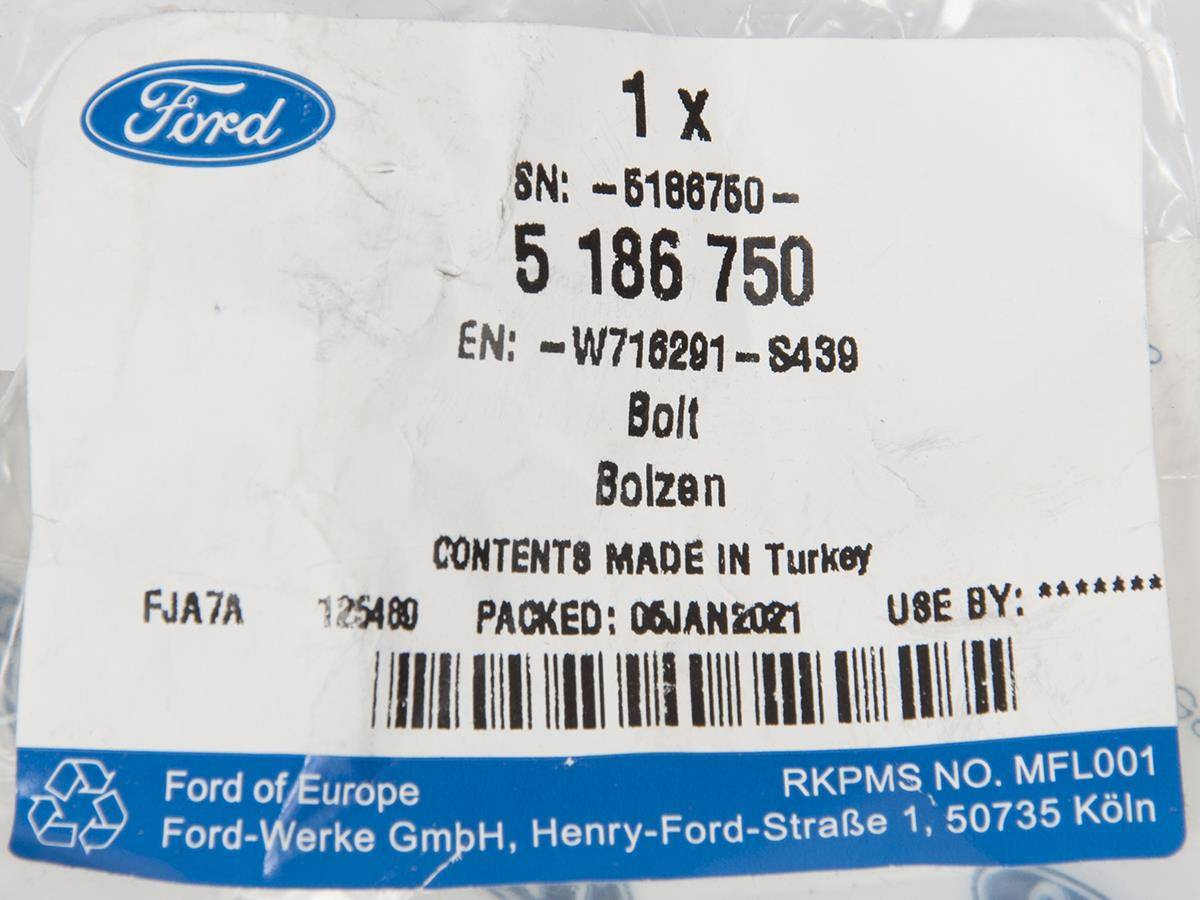 Ford
1 x
SN: -5186750-
5 186 750
EN: -W716291-S439
Bolt
Bolzen
CONTENTS MADE IN Turkey
FJA7A 125480 PACKED: 05JAN2021 USE BY: *******
Ford of Europe
RKPMS NO. MFL001
Ford-Werke GmbH, Henry-Ford-Straße 1, 50735 Köln